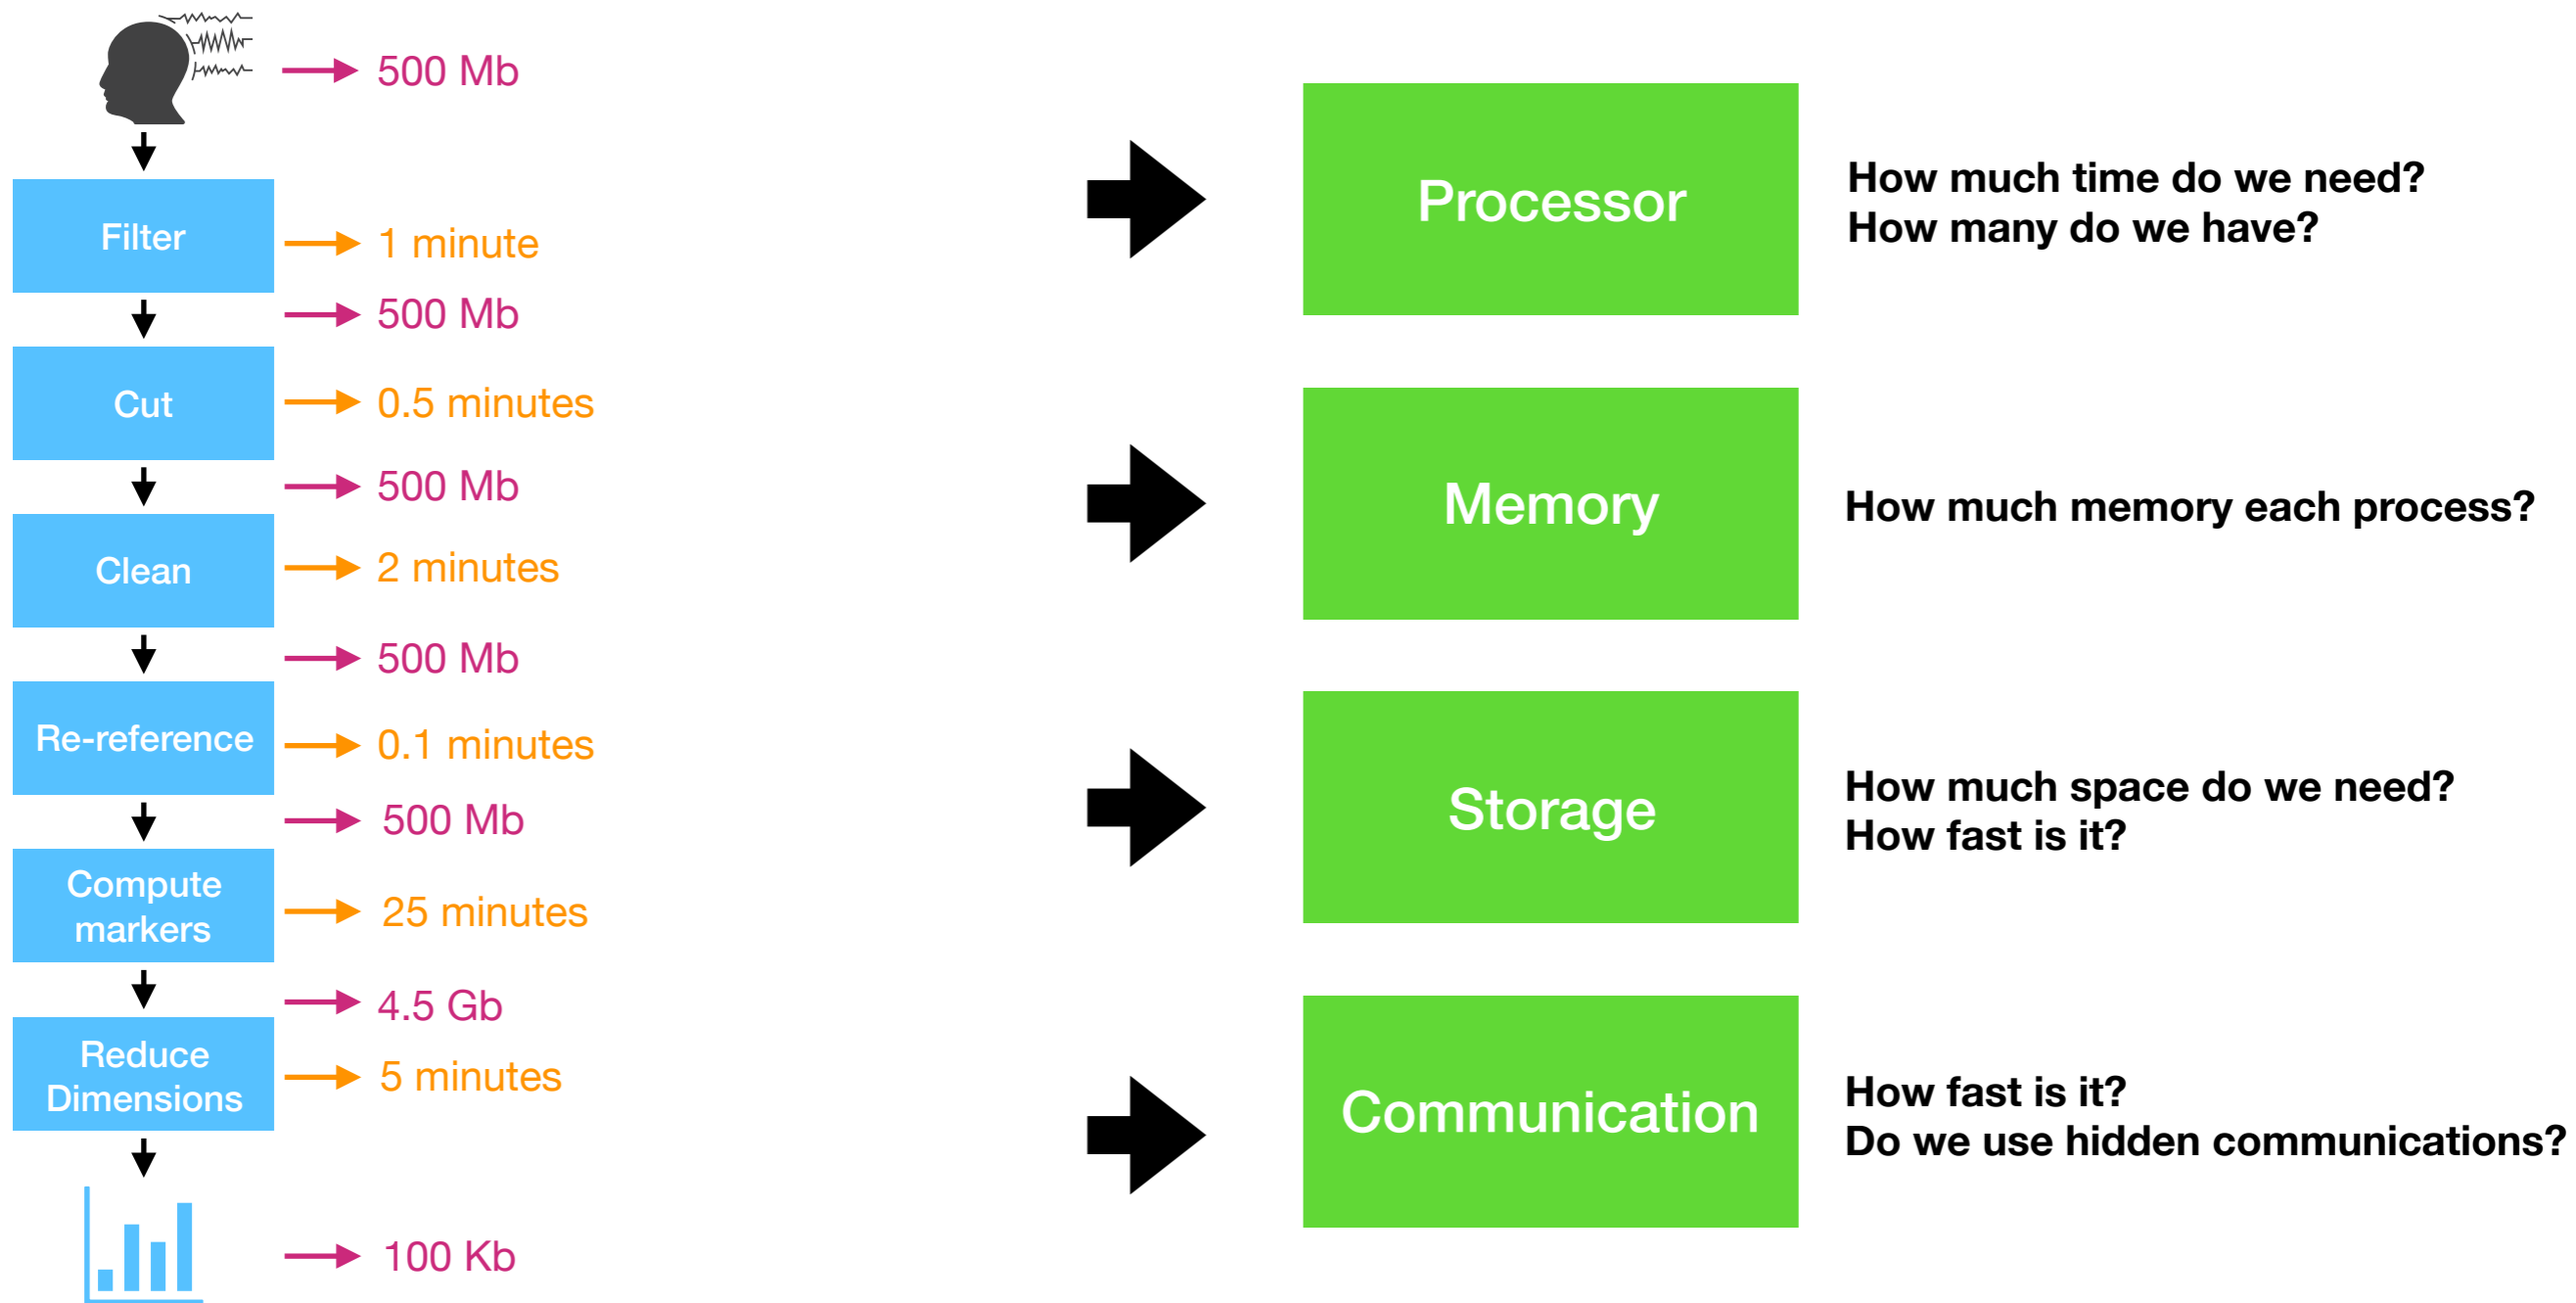 500 Mb
Filter
1 minute
500 Mb
Cut
0.5 minutes
500 Mb
Clean
2 minutes
500 Mb
Re-reference
0.1 minutes
500 Mb
Compute
markers
25 minutes
4.5 Gb
Reduce
Dimensions
5 minutes
100 Kb
Processor
How much time do we need?
How many do we have?
Memory
How much memory each process?
Storage
How much space do we need?
How fast is it?
Communication
How fast is it?
Do we use hidden communications?